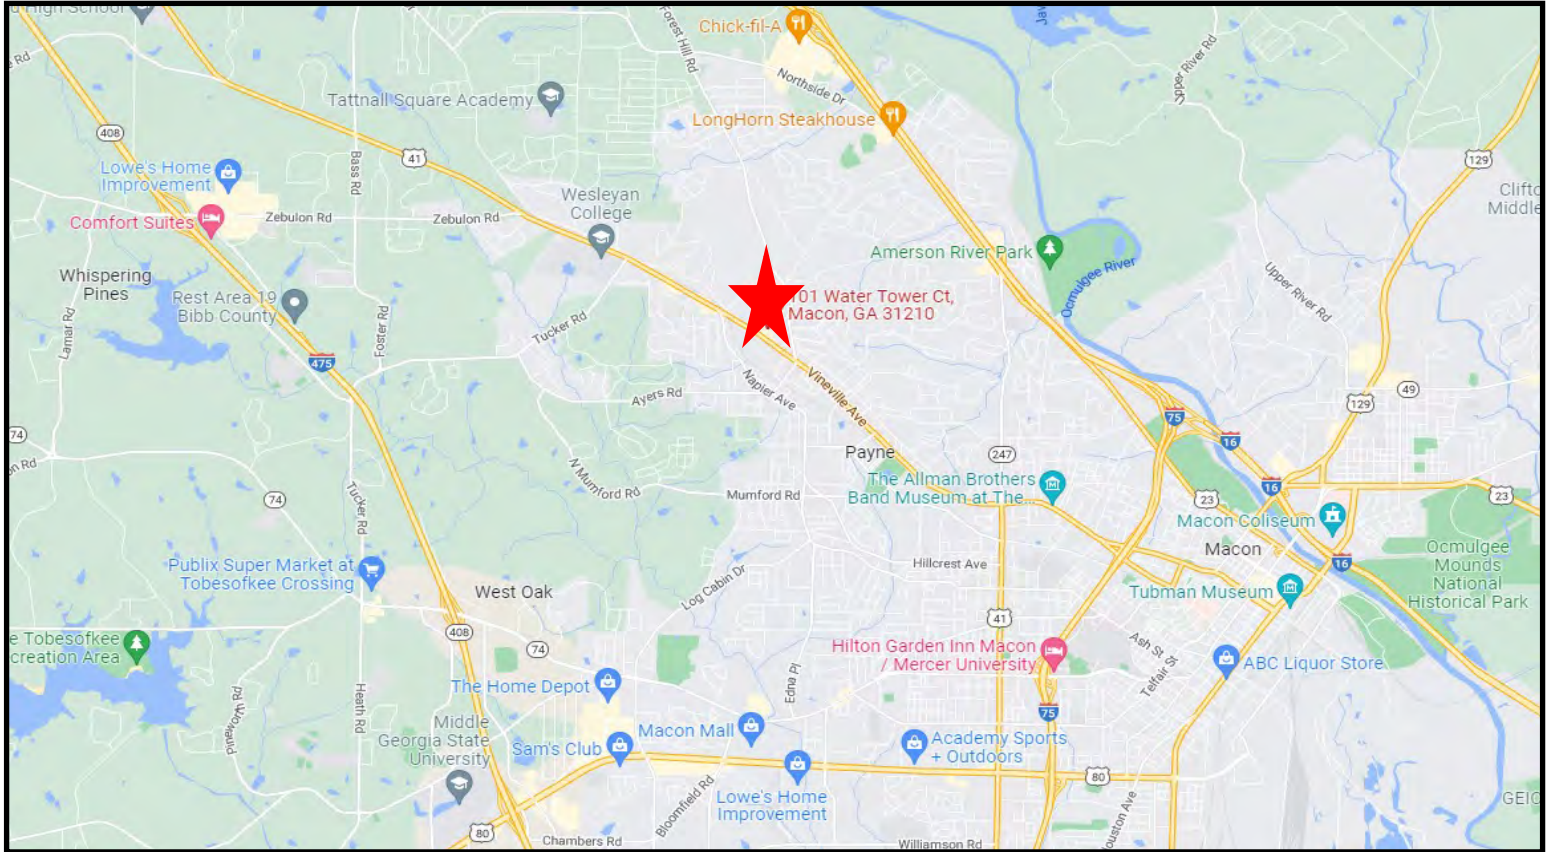 High School
Forest Hill Rd
Chick-fil-A
Northside Dr
Upper River Rd
Rd
Tattnall Square Academy
LongHorn Steakhouse
408
41
129
Bass Rd
Lowe's Home
Improvement
Comfort Suites
Zebulon Rd
Zebulon Rd
Wesleyan
College
Middle
Amerson River Park
Ocmulgee River
Upper River Rd
Whispering
Pines
Rest Area 19
Bibb County
01 Water Tower Ct,
Macon, GA 31210
Lamar Rd
Foster Rd
Tucker Rd
475
Ayers Rd
Napier Ave
Vineville Ave
49
129
75
16
74
Rd
Payne
247
The Allman Brothers
Band Museum at The...
N Mumford Rd
Mumford Rd
74
Tucker Rd
16
23
23
Macon Coliseum
Macon
16
Ocmulgee
Mounds
National
Historical Park
Publix Super Market at
Tobesofkee Crossing
West Oak
Log Cabin Dr
Hillcrest Ave
Tubman Museum
41
408
74
e Tobesofkee
creation Area
Hilton Garden Inn Macon
/ Mercer University
Ash St
Telfair St
ABC Liquor Store
Edna Pl
The Home Depot
Pineworth Rd
Heath Rd
75
Middle
Georgia State
University
Sam's Club
Macon Mall
Academy Sports
+ Outdoors
80
Lowe's Home
Improvement
Bloomfield Rd
GEIC
80
Chambers Rd
Williamson Rd
ouston Ave